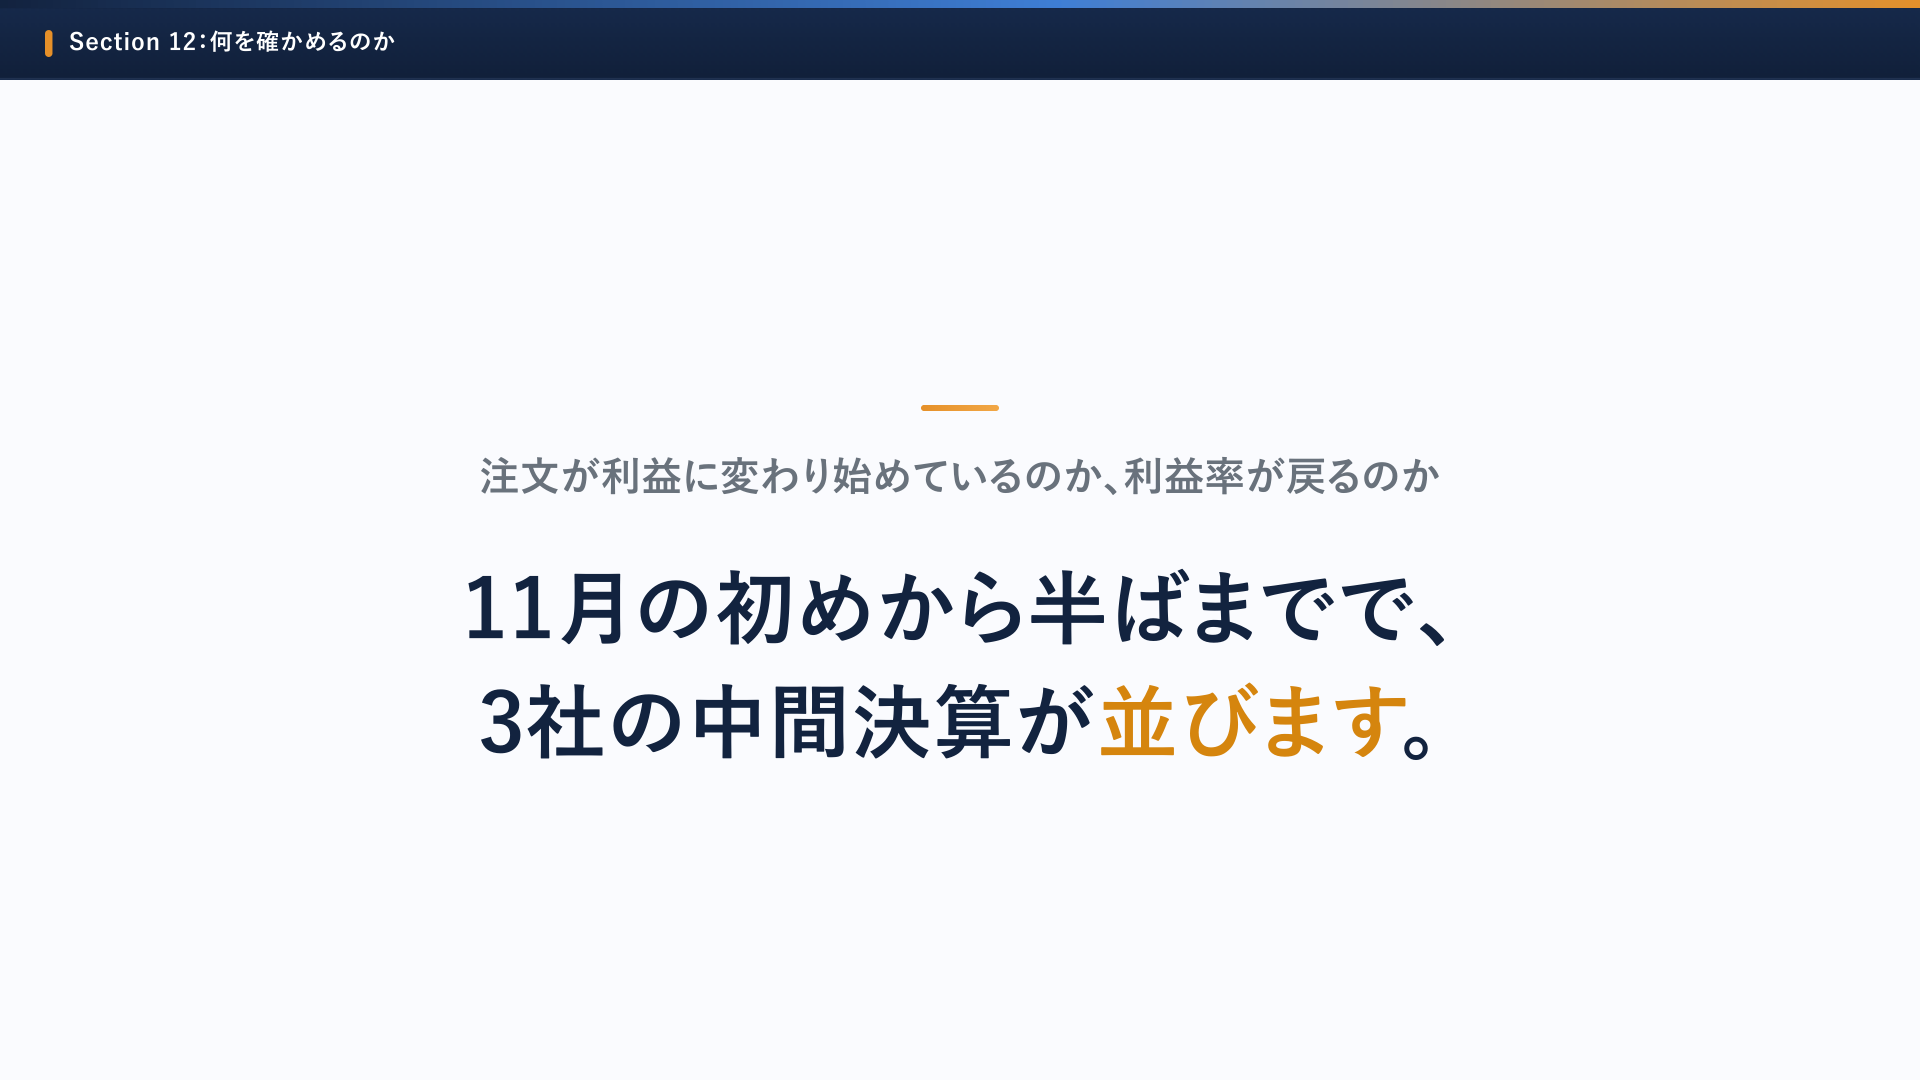 Section 12：何を確かめるのか
注文が利益に変わり始めているのか、利益率が戻るのか
11月の初めから半ばまでで、
3社の中間決算が並びます。